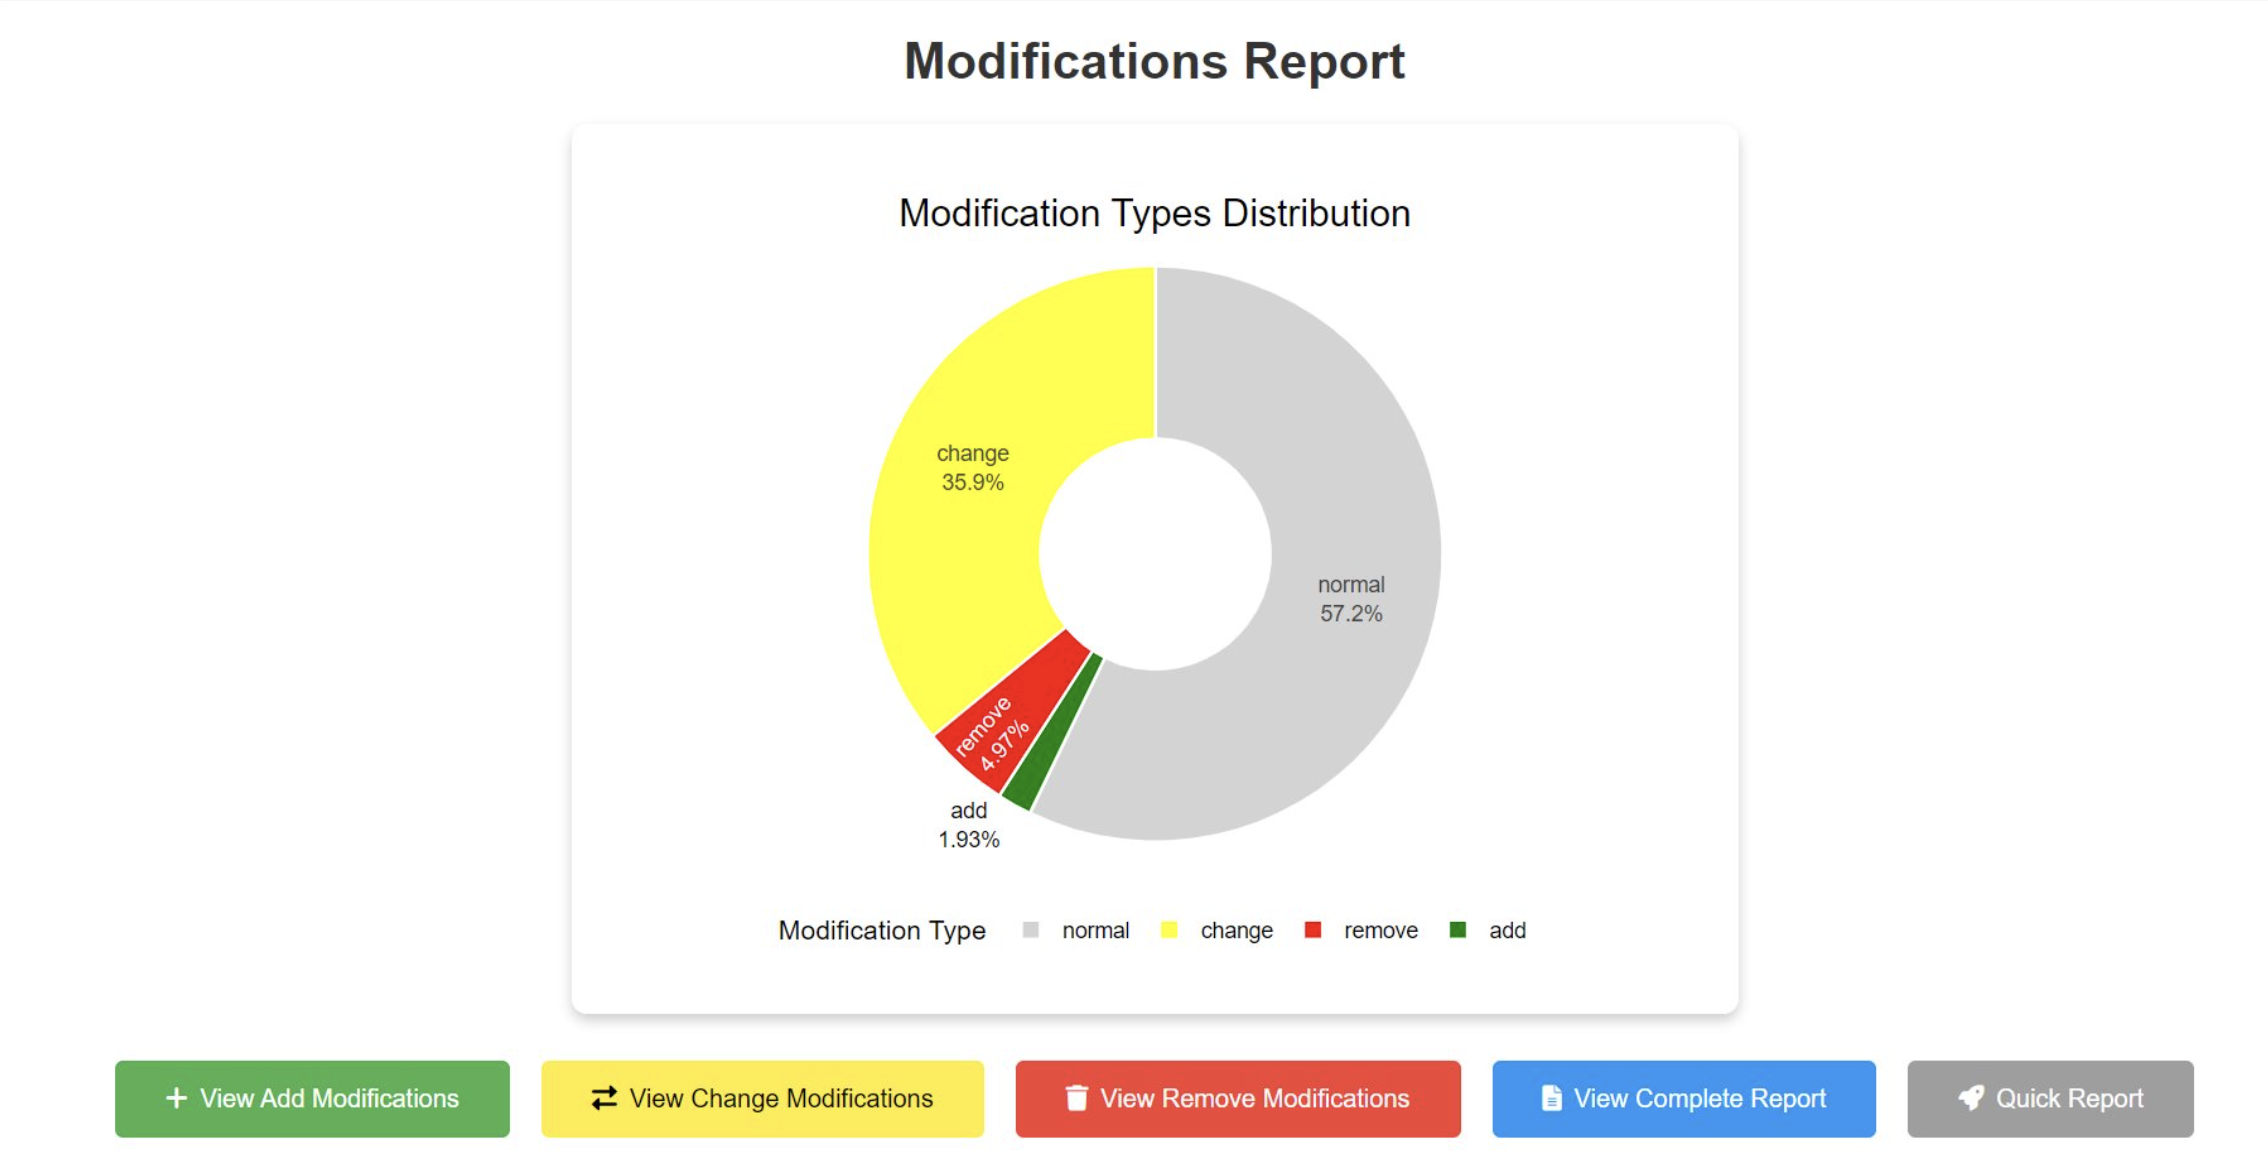 Modifications Report
Modification Types Distribution
change
35.9%
normal
57.2%
remove
4.97%
add
1.93%
Modification Type normal change remove add
View Add Modifications View Change Modifications View Remove Modifications View Complete Report Quick Report